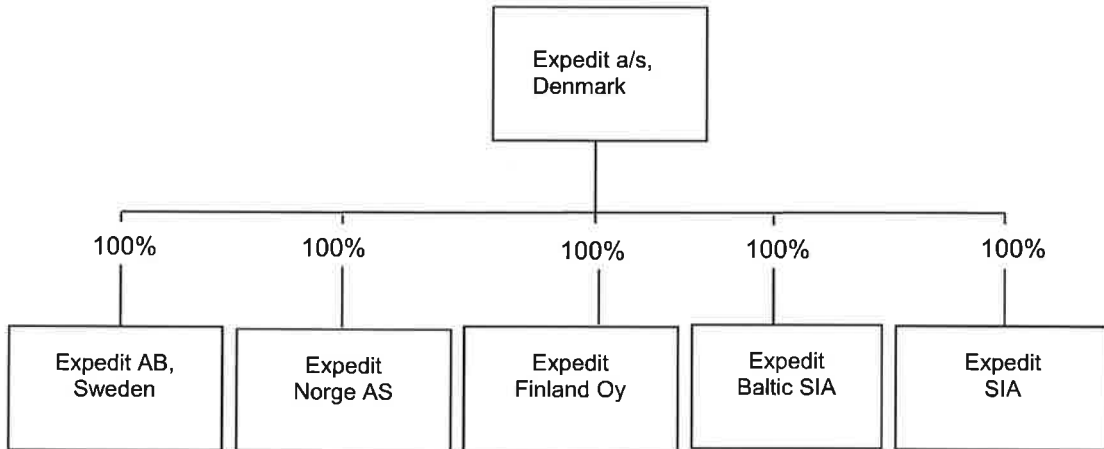 Expedit a/s,
Denmark
100%
100%
100%
100%
100%
Expedit AB,
Sweden
Expedit
Norge AS
Expedit
Finland Oy
Expedit
Baltic SIA
Expedit
SIA